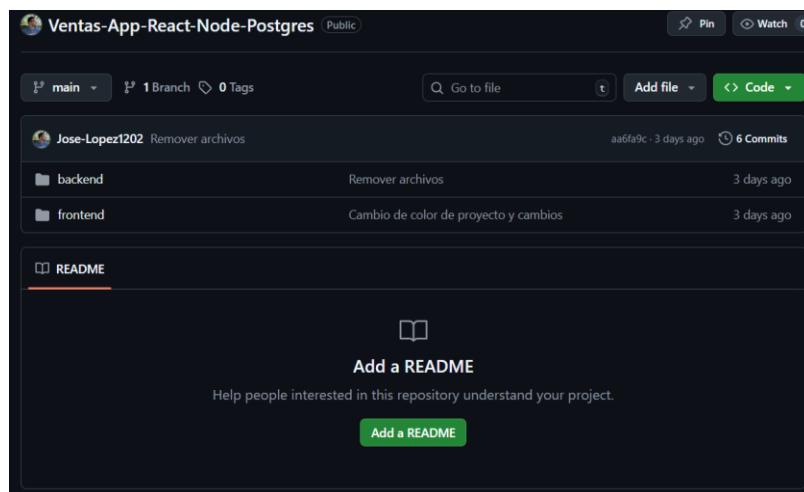 Ventas-App-React-Node-Postgres Public Pin Watch 0
main 1 Branch 0 Tags Go to file t Add file <> Code
Jose-Lopez1202 Remover archivos aa6fa9c · 3 days ago 6 Commits
backend Remover archivos 3 days ago
frontend Cambio de color de proyecto y cambios 3 days ago
README
Add a README
Help people interested in this repository understand your project.
Add a README